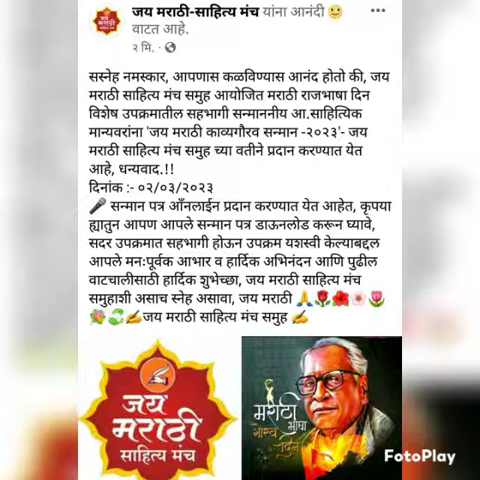 जय मराठी-साहित्य मंच यांना आनंदी
वाटत आहे.
२ मि.
सस्नेह नमस्कार, आपणास कळविण्यास आनंद होतो की, जय
मराठी साहित्य मंच समुह आयोजित मराठी राजभाषा दिन
विशेष उपक्रमातील सहभागी सन्माननीय आ.साहित्यिक
मान्यवरांना 'जय मराठी काव्यगौरव सन्मान -२०२३'- जय
मराठी साहित्य मंच समुह च्या वतीने प्रदान करण्यात येत
आहे, धन्यवाद.!!
दिनांक :- ०२/०३/२०२३
🎤 सन्मान पत्र ऑंनलाईन प्रदान करण्यात येत आहेत, कृपया
ह्यातुन आपण आपले सन्मान पत्र डाऊनलोड करून घ्यावे,
सदर उपक्रमात सहभागी होऊन उपक्रम यशस्वी केल्याबद्दल
आपले मनःपूर्वक आभार व हार्दिक अभिनंदन आणि पुढील
वाटचालीसाठी हार्दिक शुभेच्छा, जय मराठी साहित्य मंच
समुहाशी असाच स्नेह असावा, जय मराठी 🙏🌹🌺🌸🌷
💐♻️✍️जय मराठी साहित्य मंच समुह ✍️
जय
मराठी
साहित्य मंच
मराठी
भाषा
गौरव
दिन
FotoPlay